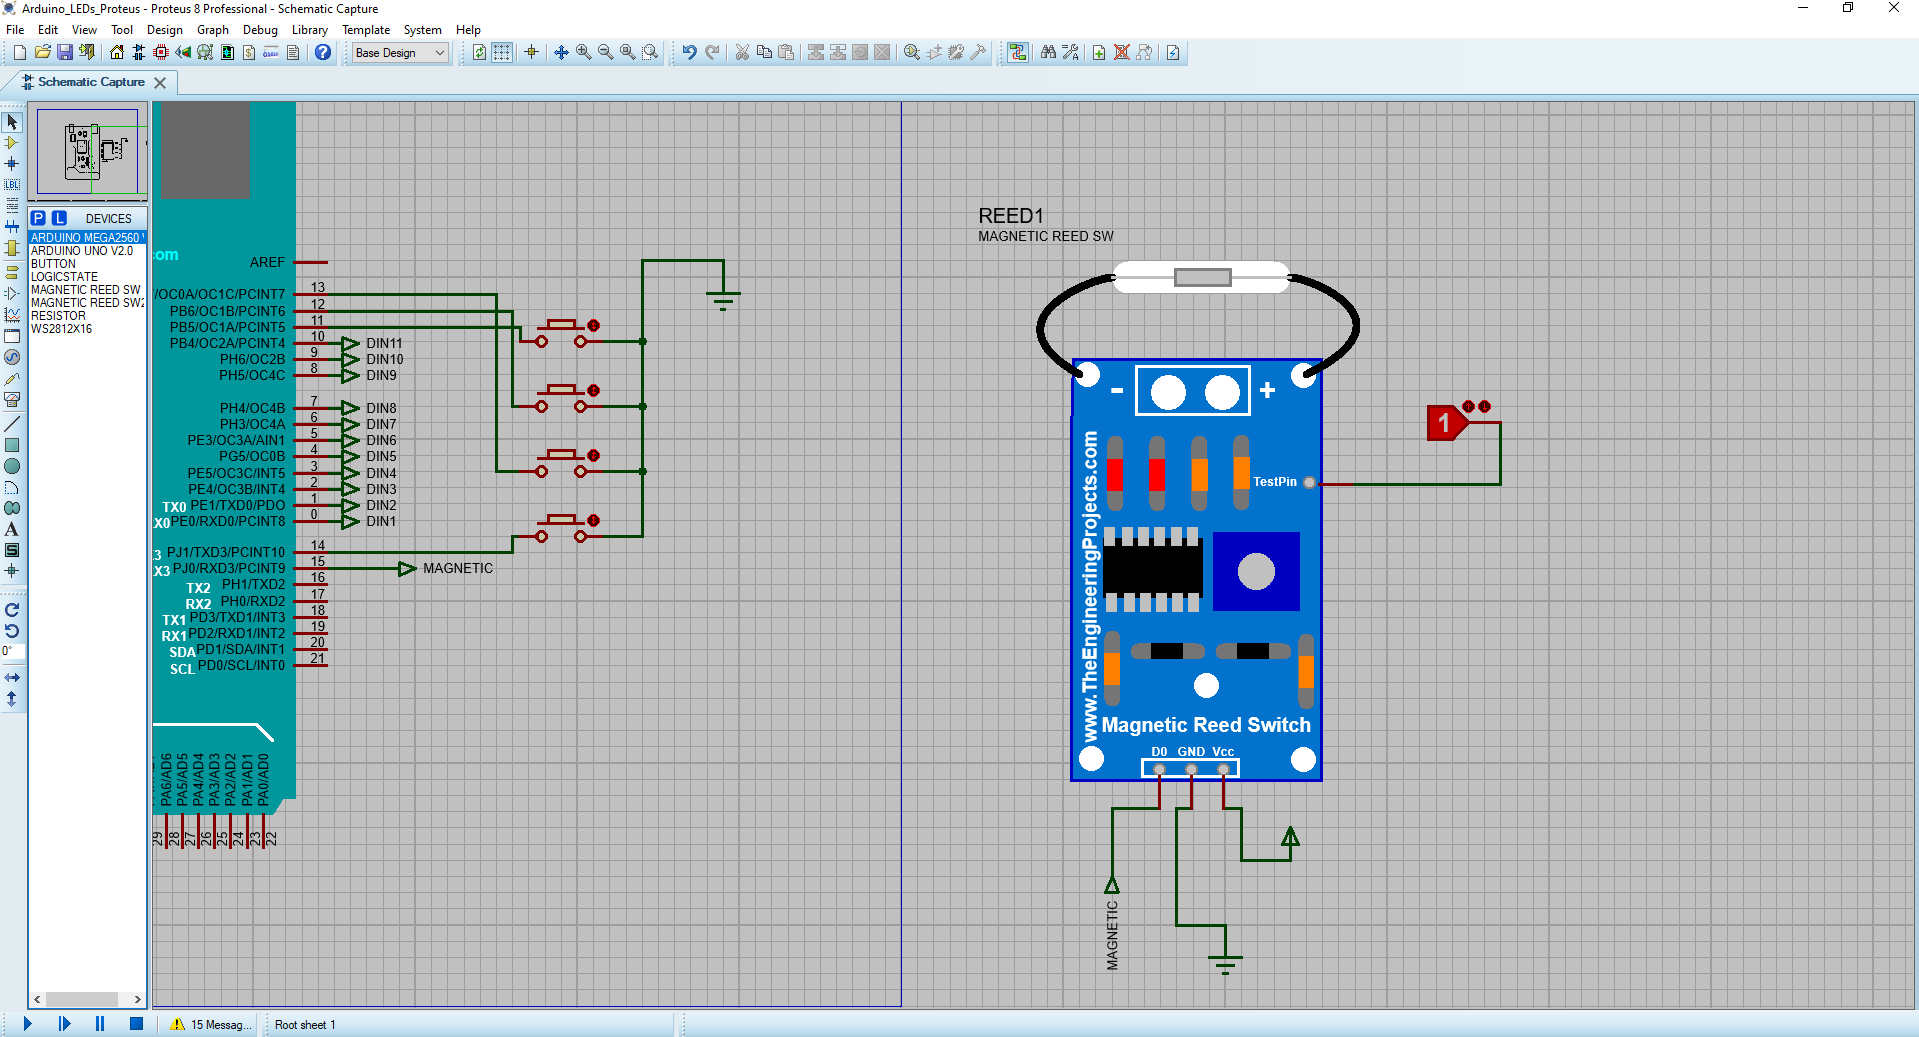 Arduino_LEDs_Proteus - Proteus 8 Professional - Schematic Capture
File Edit View Tool Design Graph Debug Library Template System Help
Base Design
Schematic Capture
P L DEVICES
ARDUINO MEGA2560
ARDUINO UNO V2.0
BUTTON
LOGICSTATE
MAGNETIC REED SW
MAGNETIC REED SW2
RESISTOR
WS2812X16
LBL
A
S
0°
com
AREF
/OC0A/OC1C/PCINT7 13
PB6/OC1B/PCINT6 12
PB5/OC1A/PCINT5 11
PB4/OC2A/PCINT4 10 DIN11
PH6/OC2B 9 DIN10
PH5/OC4C 8 DIN9
PH4/OC4B 7 DIN8
PH3/OC4A 6 DIN7
PE3/OC3A/AIN1 5 DIN6
PG5/OC0B 4 DIN5
PE5/OC3C/INT5 3 DIN4
PE4/OC3B/INT4 2 DIN3
TX0 PE1/TXD0/PDO 1 DIN2
X0 PE0/RXD0/PCINT8 0 DIN1
3 PJ1/TXD3/PCINT10 14
X3 PJ0/RXD3/PCINT9 15 MAGNETIC
TX2 PH1/TXD2 16
RX2 PH0/RXD2 17
TX1 PD3/TXD1/INT3 18
RX1 PD2/RXD1/INT2 19
SDA PD1/SDA/INT1 20
SCL PD0/SCL/INT0 21
PA6/AD6
PA5/AD5
PA4/AD4
PA3/AD3
PA2/AD2
PA1/AD1
PA0/AD0
29 28 27 26 25 24 23 22
REED1
MAGNETIC REED SW
- +
www.TheEngineeringProjects.com
TestPin
1
Magnetic Reed Switch
D0 GND Vcc
MAGNETIC
15 Messag...
Root sheet 1